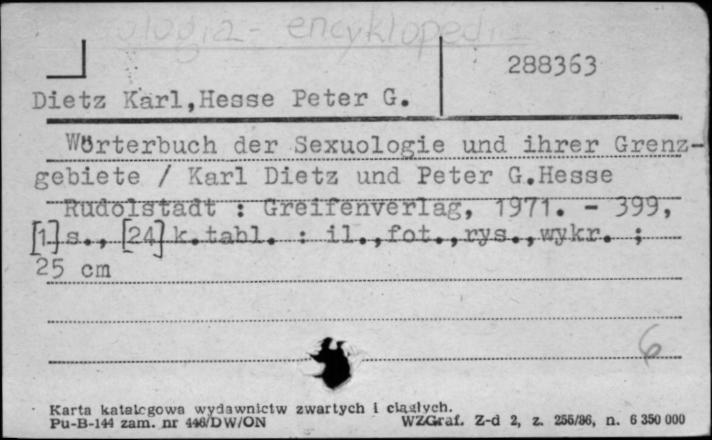 encyklopedia
288363
Dietz Karl,Hesse Peter G.
Wörterbuch der Sexuologie und ihrer Grenz-
gebiete / Karl Dietz und Peter G.Hesse
Rudolstadt : Greifenverlag, 1971. - 399,
[1]s., [24]k.tabl. : il.,fot.,rys.,wykr. ;
25 cm
6
Karta katalogowa wydawnictw zwartych i ciągłych.
Pu-B-144 zam. nr 446/DW/ON WZGraf. Z-d 2, z. 256/86, n. 6 350 000